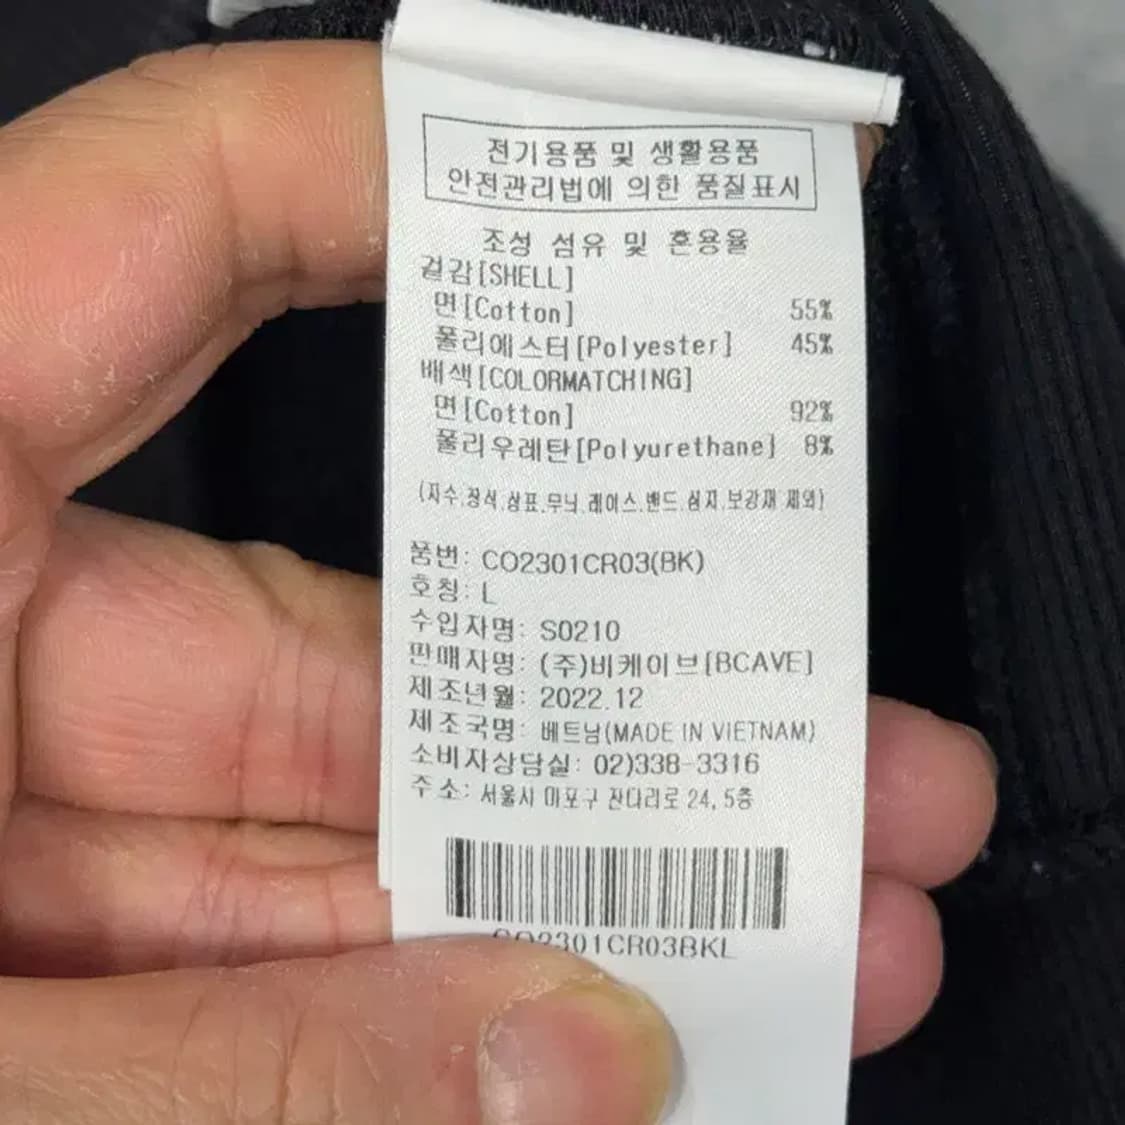 전기용품 및 생활용품
안전관리법에 의한 품질표시
조성 섬유 및 혼용율
겉감[SHELL]
면[Cotton] 55%
폴리에스터[Polyester] 45%
배색[COLORMATCHING]
면[Cotton] 92%
폴리우레탄[Polyurethane] 8%
(자수.장식.상표.무늬.레이스.밴드.심지.보강재 제외)
품번: CO2301CR03(BK)
호칭: L
수입자명: S0210
판매자명: (주)비케이브[BCAVE]
제조년월: 2022.12
제조국명: 베트남(MADE IN VIETNAM)
소비자상담실: 02)338-3316
주소: 서울시 마포구 잔다리로 24, 5층
CO2301CR03BKL